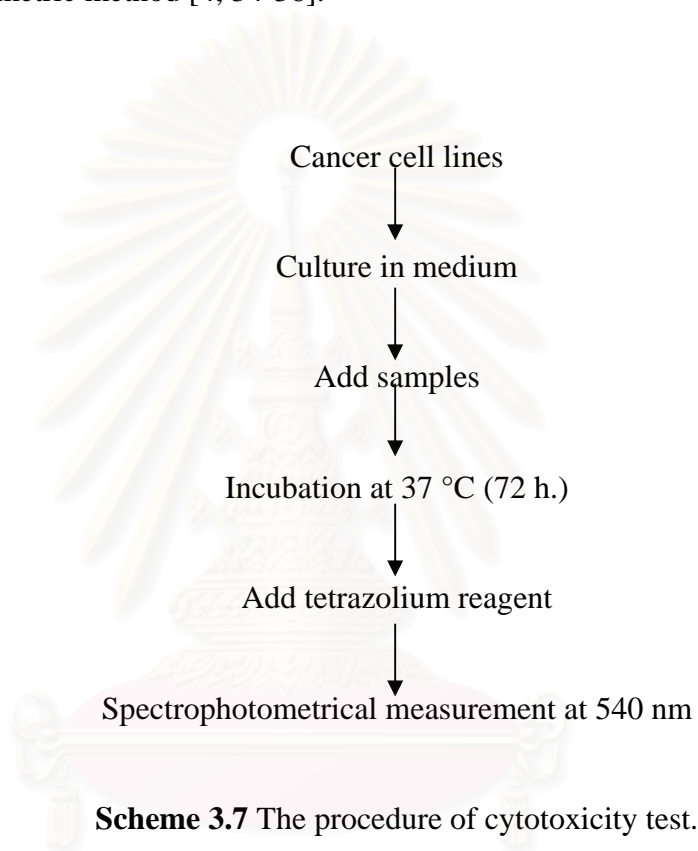 Cancer cell lines
Culture in medium
Add samples
Incubation at 37 °C (72 h.)
Add tetrazolium reagent
Spectrophotometrical measurement at 540 nm
Scheme 3.7 The procedure of cytotoxicity test.